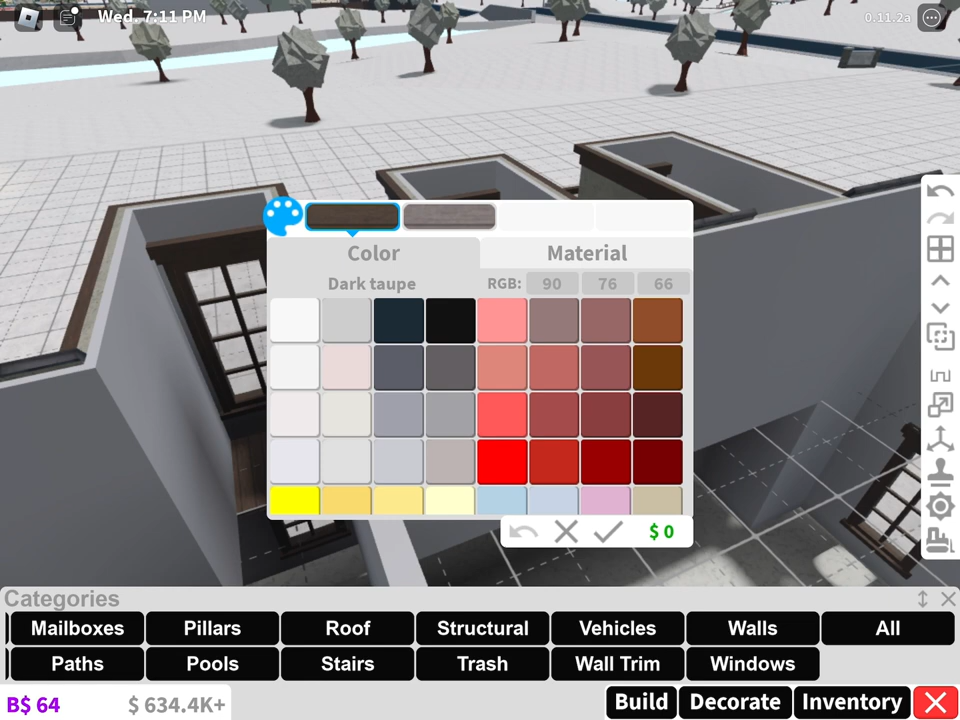 Wed. 7:11 PM
0.11.2a
Color
Material
Dark taupe
RGB: 90 76 66
$ 0
Categories
Mailboxes Pillars Roof Structural Vehicles Walls All
Paths Pools Stairs Trash Wall Trim Windows
B$ 64 $ 634.4K+ Build Decorate Inventory